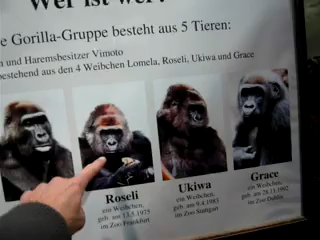 Wer ist wer?
e Gorilla-Gruppe besteht aus 5 Tieren:
n und Haremsbesitzer Vimoto
bestehend aus den 4 Weibchen Lomela, Roseli, Ukiwa und Grace
Roseli
ein Weibchen,
geb. am 13.5.1975
im Zoo Frankfurt
Ukiwa
ein Weibchen,
geb. am 9.4.1983
im Zoo Stuttgart
Grace
ein Weibchen,
geb. am 28.11.1992
im Zoo Dublin